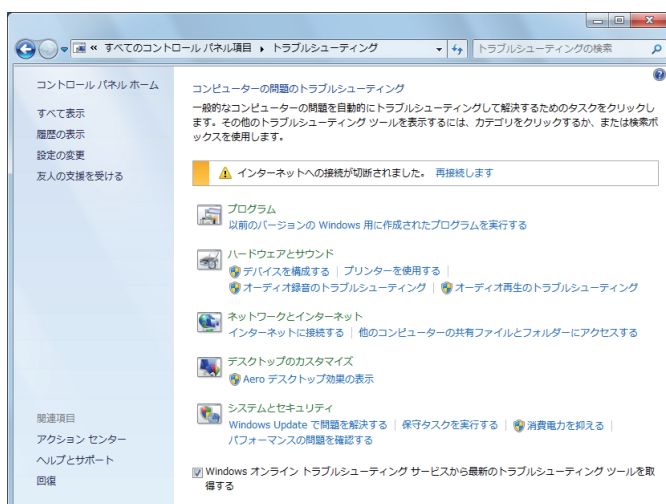 « すべてのコントロール パネル項目 ▸ トラブルシューティング
トラブルシューティングの検索
コントロール パネル ホーム
すべて表示
履歴の表示
設定の変更
友人の支援を受ける
コンピューターの問題のトラブルシューティング
一般的なコンピューターの問題を自動的にトラブルシューティングして解決するためのタスクをクリックし
ます。その他のトラブルシューティング ツールを表示するには、カテゴリをクリックするか、または検索ボ
ックスを使用します。
インターネットへの接続が切断されました。 再接続します
プログラム
以前のバージョンの Windows 用に作成されたプログラムを実行する
ハードウェアとサウンド
デバイスを構成する | プリンターを使用する |
オーディオ録音のトラブルシューティング | オーディオ再生のトラブルシューティング
ネットワークとインターネット
インターネットに接続する | 他のコンピューターの共有ファイルとフォルダーにアクセスする
デスクトップのカスタマイズ
Aero デスクトップ効果の表示
システムとセキュリティ
Windows Update で問題を解決する | 保守タスクを実行する | 消費電力を抑える |
パフォーマンスの問題を確認する
Windows オンライン トラブルシューティング サービスから最新のトラブルシューティング ツールを取
得する
関連項目
アクション センター
ヘルプとサポート
回復